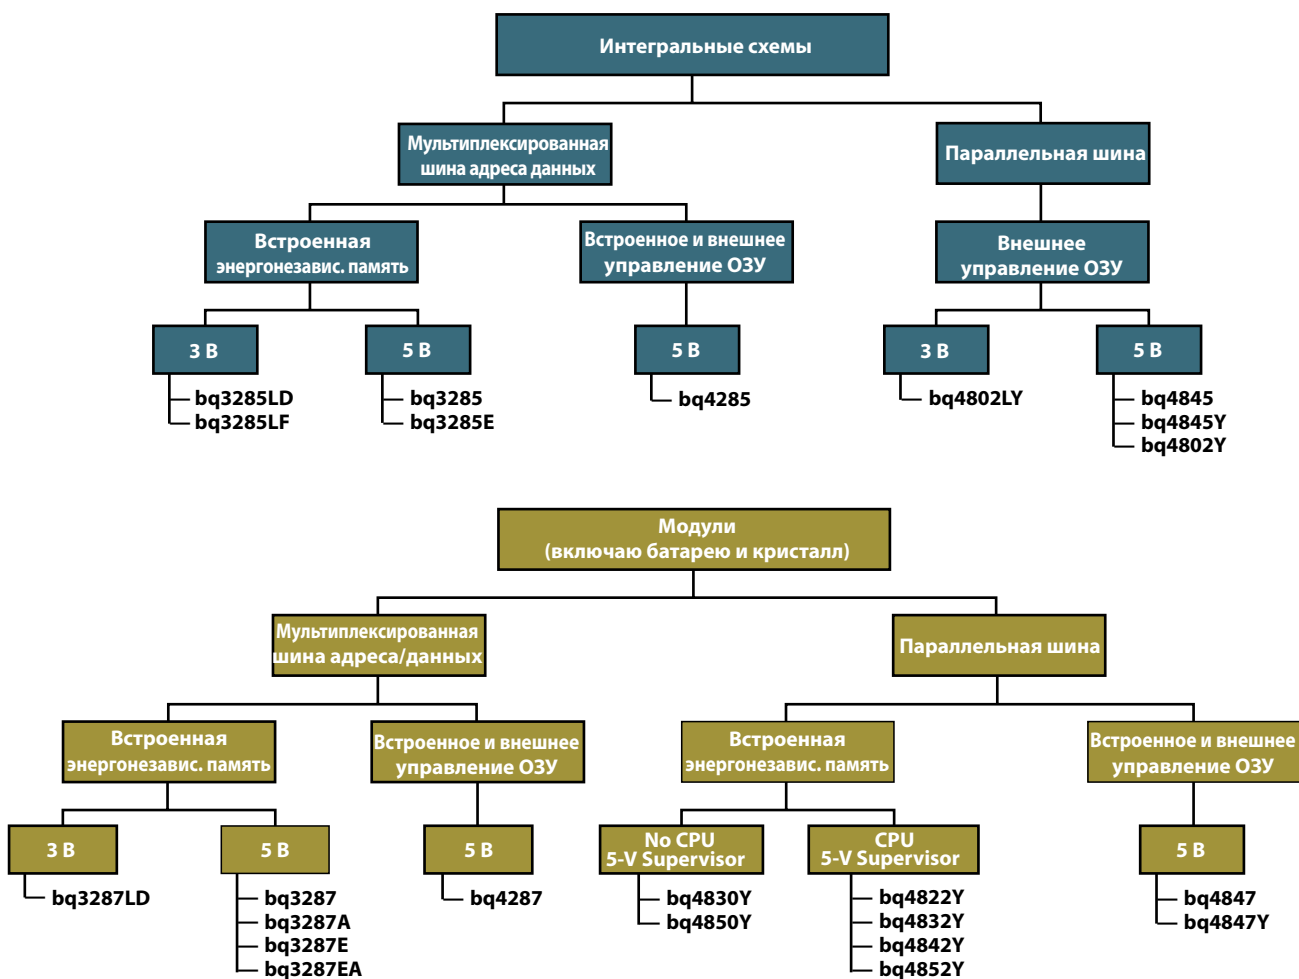 Интегральные схемы
Мультиплексированная
шина адреса данных
Параллельная шина
Встроенная
энергонезавис. память
Встроенное и внешнее
управление ОЗУ
Внешнее
управление ОЗУ
3 В
5 В
5 В
3 В
5 В
bq3285LD
bq3285LF
bq3285
bq3285E
bq4285
bq4802LY
bq4845
bq4845Y
bq4802Y
Модули
(включаю батарею и кристалл)
Мультиплексированная
шина адреса/данных
Параллельная шина
Встроенная
энергонезавис. память
Встроенное и внешнее
управление ОЗУ
Встроенная
энергонезавис. память
Встроенное и внешнее
управление ОЗУ
3 В
5 В
5 В
No CPU
5-V Supervisor
CPU
5-V Supervisor
5 В
bq3287LD
bq3287
bq3287A
bq3287E
bq3287EA
bq4287
bq4830Y
bq4850Y
bq4822Y
bq4832Y
bq4842Y
bq4852Y
bq4847
bq4847Y